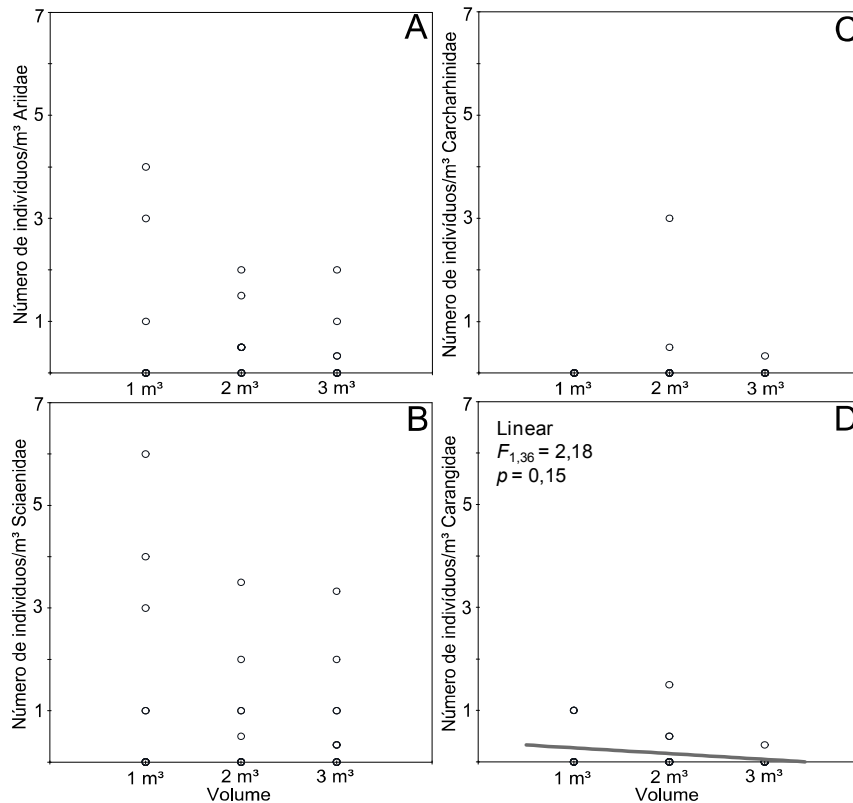 A
Número de indivíduos/m³ Ariidae
7
5
3
1
1 m³ 2 m³ 3 m³
C
Número de indivíduos/m³ Carcharhinidae
7
5
3
1
1 m³ 2 m³ 3 m³
B
Número de individuos/m³ Sciaenidae
7
5
3
1
1 m³ 2 m³ 3 m³
Volume
D
Número de indivíduos/m³ Carangidae
7
5
3
1
Linear
F1,36 = 2,18
p = 0,15
1 m³ 2 m³ 3 m³
Volume